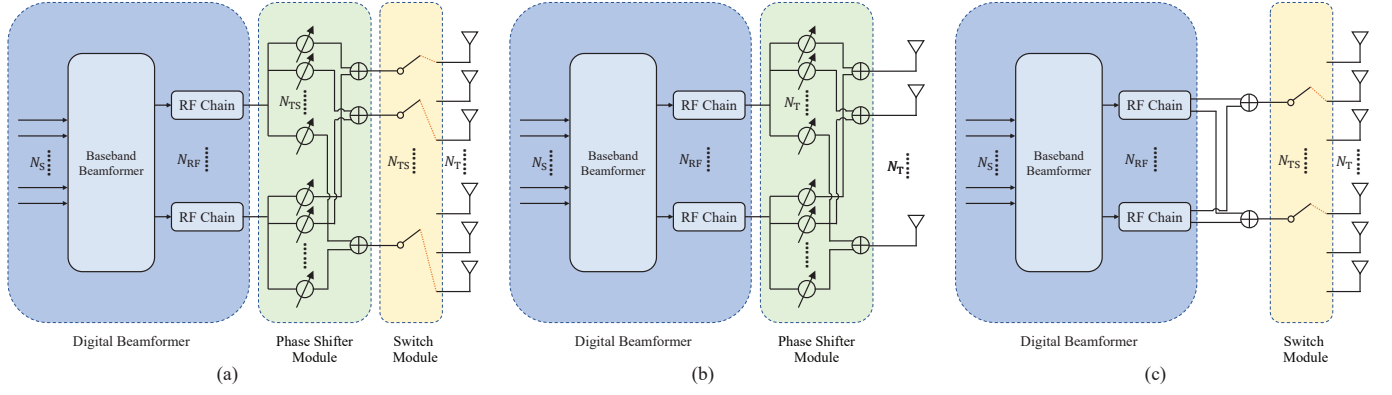 RF Chain
N_TS
N_S
Baseband
Beamformer
N_RF
N_TS
N_T
RF Chain
Digital Beamformer
Phase Shifter
Module
Switch
Module
(a)
RF Chain
N_T
N_S
Baseband
Beamformer
N_RF
N_T
RF Chain
Digital Beamformer
Phase Shifter
Module
(b)
RF Chain
N_S
Baseband
Beamformer
N_RF
N_TS
N_T
RF Chain
Digital Beamformer
Switch
Module
(c)